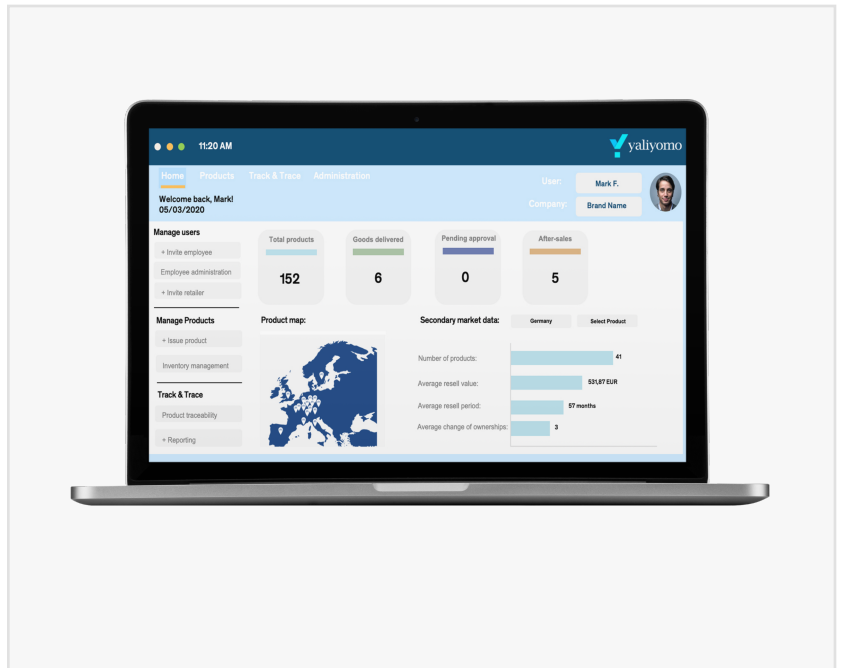 11:20 AM
yaliyomo
Home Products Track & Trace Administration
User: Mark F.
Welcome back, Mark!
05/03/2020
Company: Brand Name
Manage users
+ Invite employee
Employee administration
+ Invite retailer
Manage Products
+ Issue product
Inventory management
Track & Trace
Product traceability
+ Reporting
Total products
152
Goods delivered
6
Pending approval
0
After-sales
5
Product map:
Secondary market data:
Germany
Select Product
Number of products: 41
Average resell value: 531,87 EUR
Average resell period: 57 months
Average change of ownerships: 3